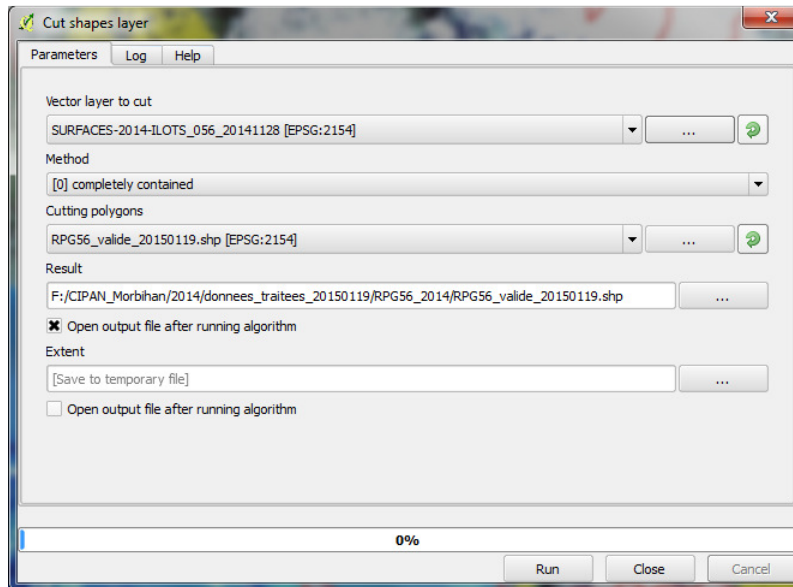 Cut shapes layer
Parameters
Log
Help
Vector layer to cut
SURFACES-2014-ILOTS_056_20141128 [EPSG:2154]
...
Method
[0] completely contained
Cutting polygons
RPG56_valide_20150119.shp [EPSG:2154]
...
Result
F:/CIPAN_Morbihan/2014/donnees_traitees_20150119/RPG56_2014/RPG56_valide_20150119.shp
...
Open output file after running algorithm
Extent
[Save to temporary file]
...
Open output file after running algorithm
0%
Run
Close
Cancel